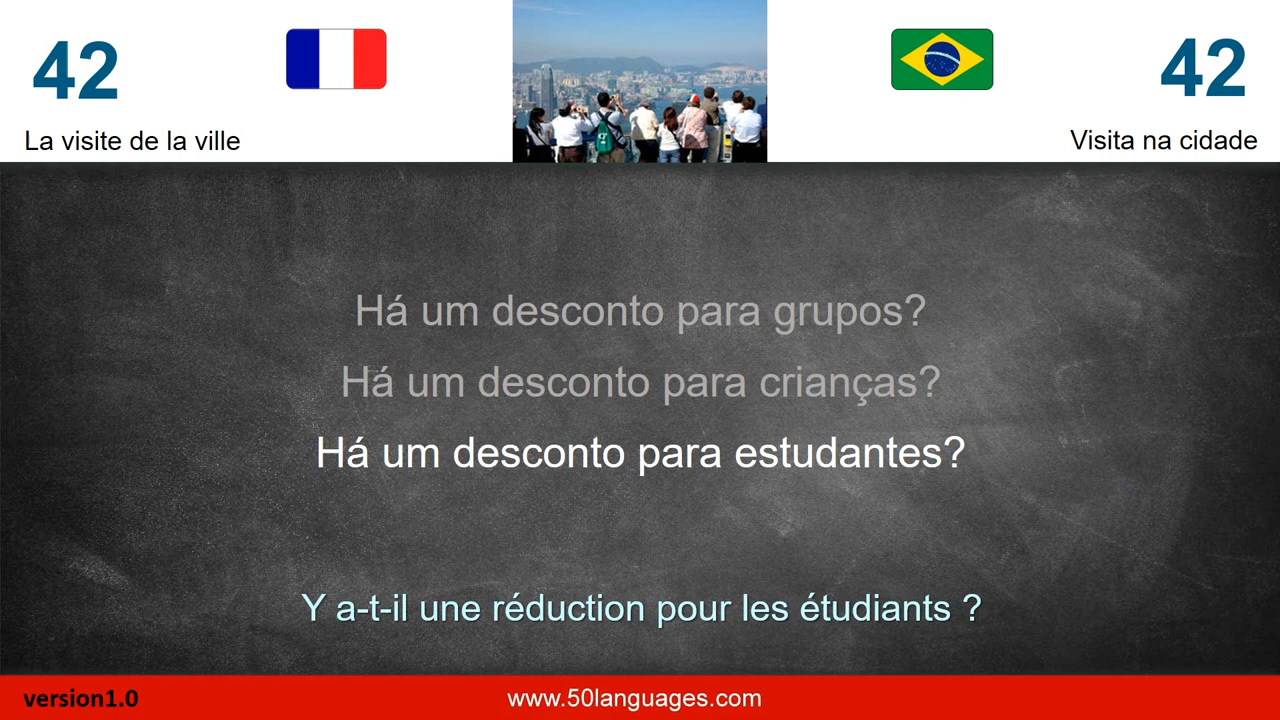 42
42
La visite de la ville
Visita na cidade
Há um desconto para grupos?
Há um desconto para crianças?
Há um desconto para estudantes?
Y a-t-il une réduction pour les étudiants ?
version1.0
www.50languages.com